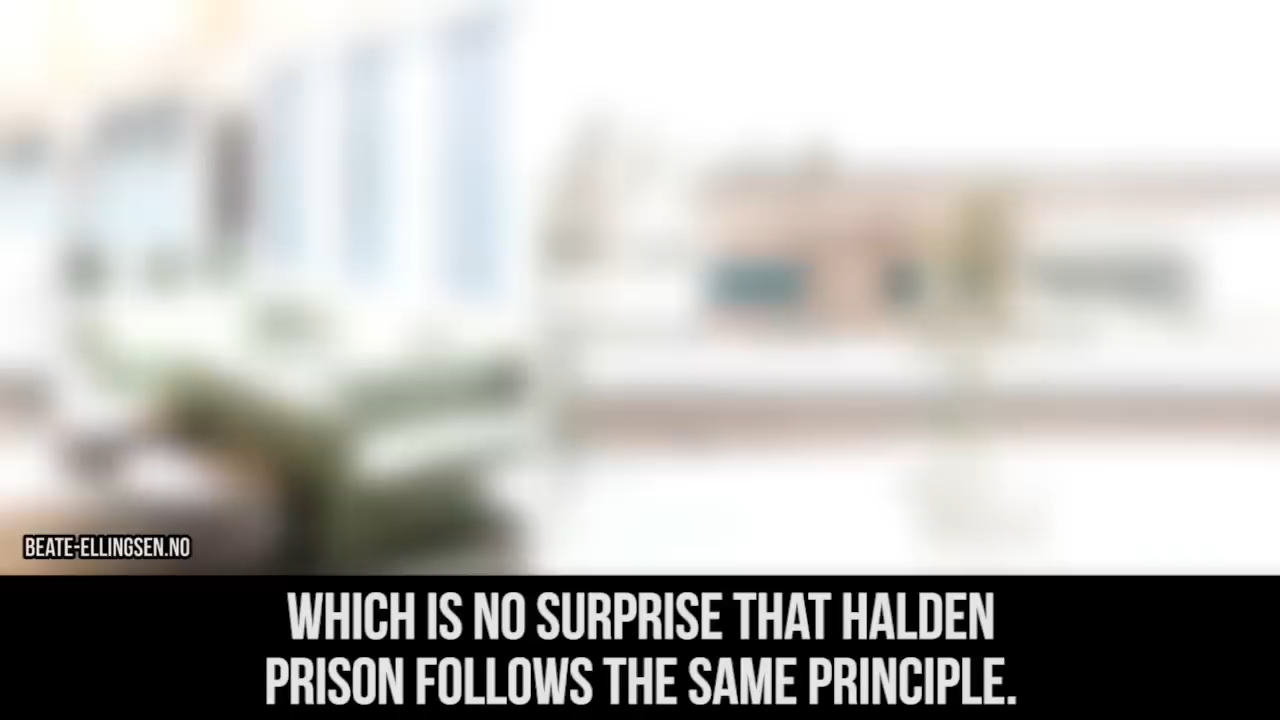 BEATE-ELLINGSEN.NO
WHICH IS NO SURPRISE THAT HALDEN
PRISON FOLLOWS THE SAME PRINCIPLE.